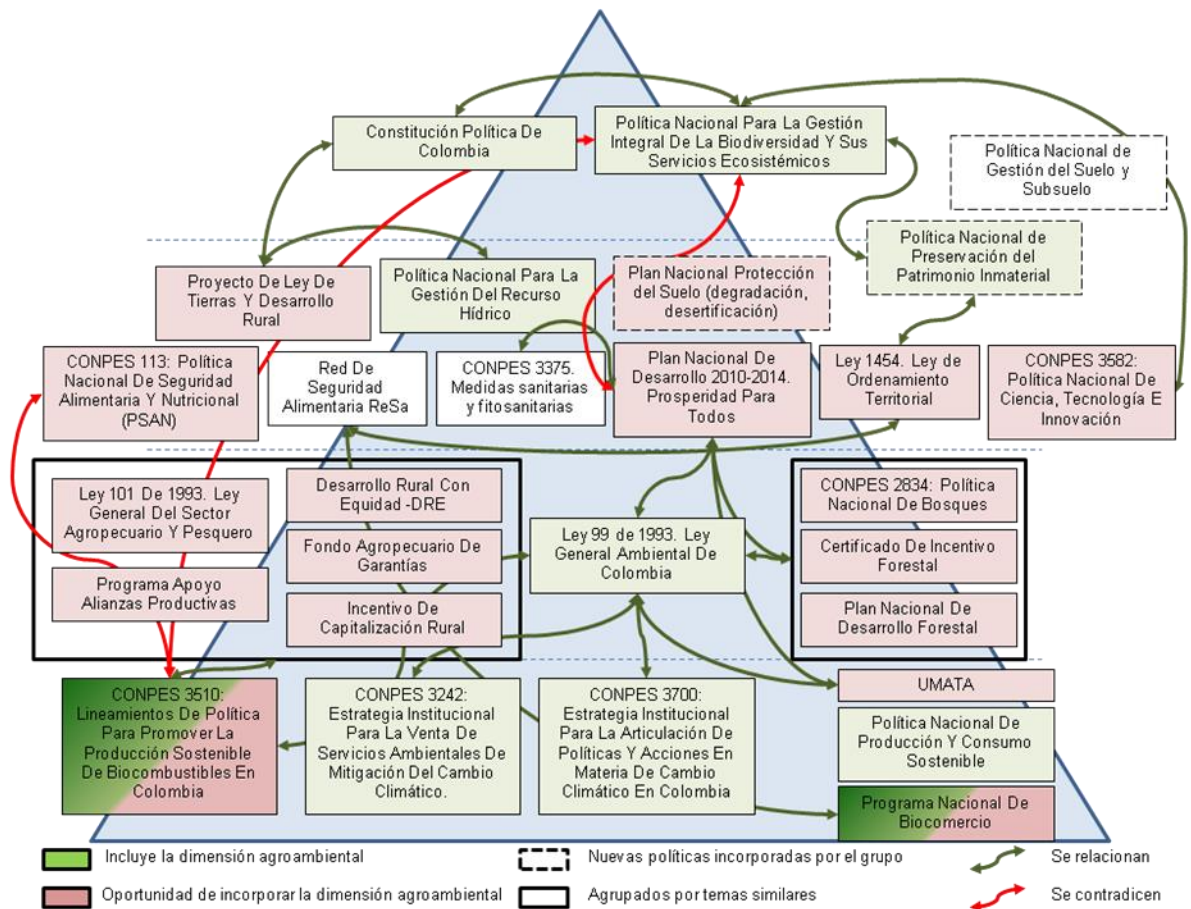 Constitución Política De
Colombia
Política Nacional Para La Gestión
Integral De La Biodiversidad Y Sus
Servicios Ecosistémicos
Política Nacional de
Gestión del Suelo y
Subsuelo
Política Nacional de
Preservación del
Patrimonio Inmaterial
Proyecto De Ley De
Tierras Y Desarrollo
Rural
Política Nacional Para La
Gestión Del Recurso
Hídrico
Plan Nacional Protección
del Suelo (degradación,
desertificación)
CONPES 113: Política
Nacional De Seguridad
Alimentaria Y Nutricional
(PSAN)
Red De
Seguridad
Alimentaria ReSa
CONPES 3375.
Medidas sanitarias
y fitosanitarias
Plan Nacional De
Desarrollo 2010-2014.
Prosperidad Para
Todos
Ley 1454. Ley de
Ordenamiento
Territorial
CONPES 3582:
Política Nacional De
Ciencia, Tecnología E
Innovación
Ley 101 De 1993. Ley
General Del Sector
Agropecuario Y Pesquero
Programa Apoyo
Alianzas Productivas
Desarrollo Rural Con
Equidad -DRE
Fondo Agropecuario De
Garantías
Incentivo De
Capitalización Rural
Ley 99 de 1993. Ley
General Ambiental De
Colombia
CONPES 2834: Política
Nacional De Bosques
Certificado De Incentivo
Forestal
Plan Nacional De
Desarrollo Forestal
CONPES 3510:
Lineamientos De Política
Para Promover La
Producción Sostenible
De Biocombustibles En
Colombia
CONPES 3242:
Estrategia Institucional
Para La Venta De
Servicios Ambientales De
Mitigación Del Cambio
Climático.
CONPES 3700:
Estrategia Institucional
Para La Articulación De
Políticas Y Acciones En
Materia De Cambio
Climático En Colombia
UMATA
Política Nacional De
Producción Y Consumo
Sostenible
Programa Nacional De
Biocomercio
Incluye la dimensión agroambiental
Nuevas políticas incorporadas por el grupo
Se relacionan
Oportunidad de incorporar la dimensión agroambiental
Agrupados por temas similares
Se contradicen